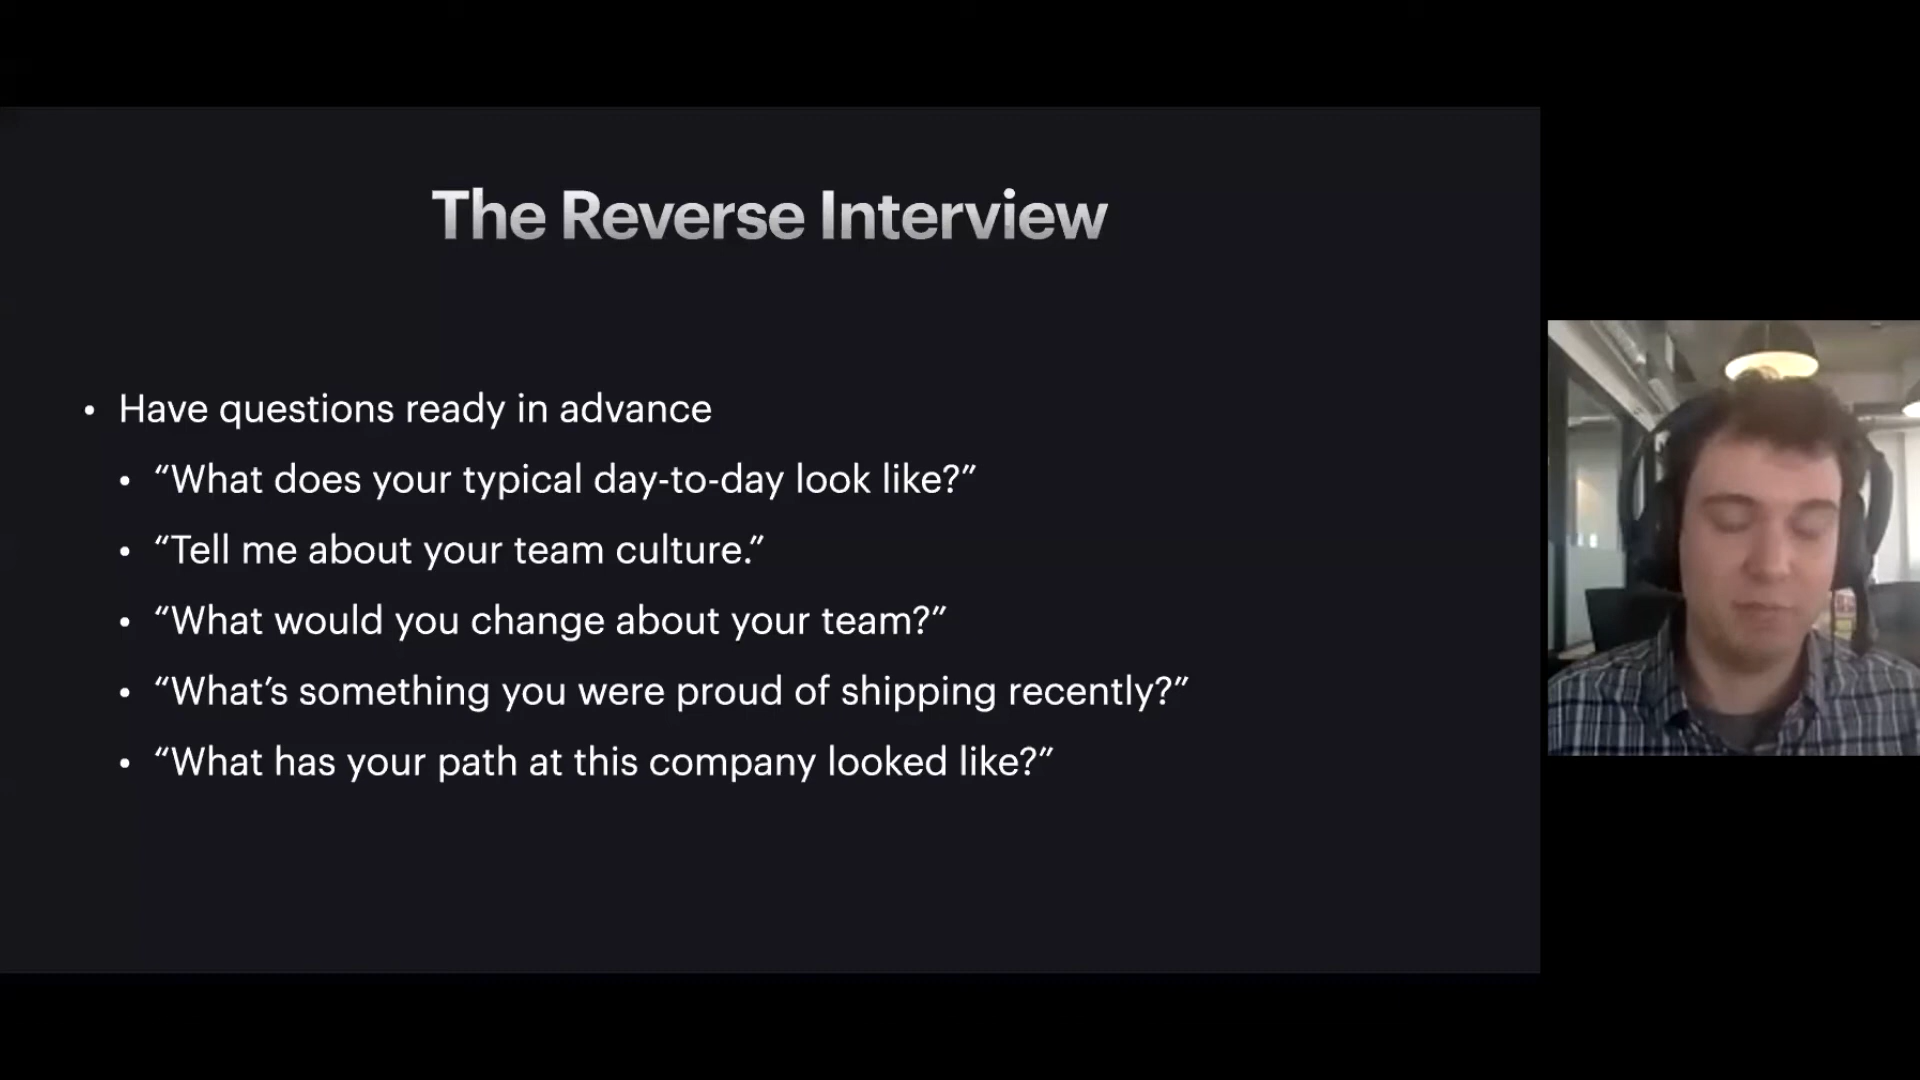 The Reverse Interview
• Have questions ready in advance
• “What does your typical day-to-day look like?”
• “Tell me about your team culture.”
• “What would you change about your team?”
• “What’s something you were proud of shipping recently?”
• “What has your path at this company looked like?”